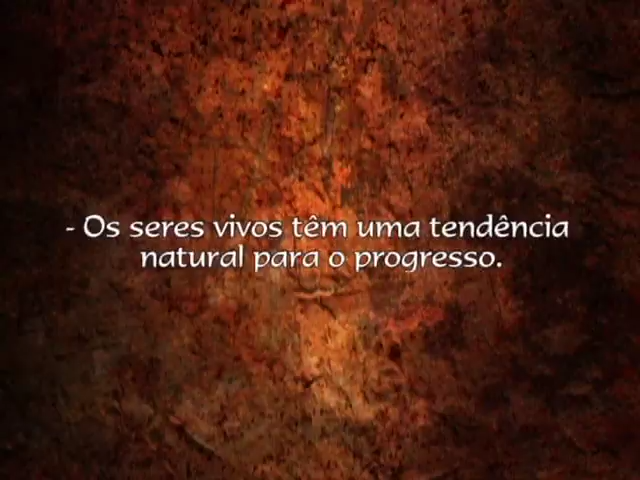 - Os seres vivos têm uma tendência
natural para o progresso.